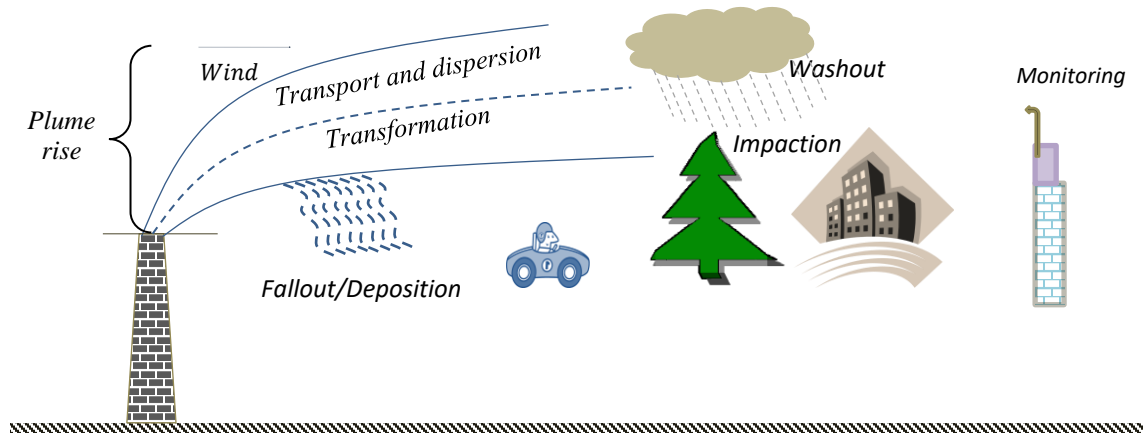 Wind
Transport and dispersion
Washout
Monitoring
Plume
rise
Transformation
Impaction
Fallout/Deposition